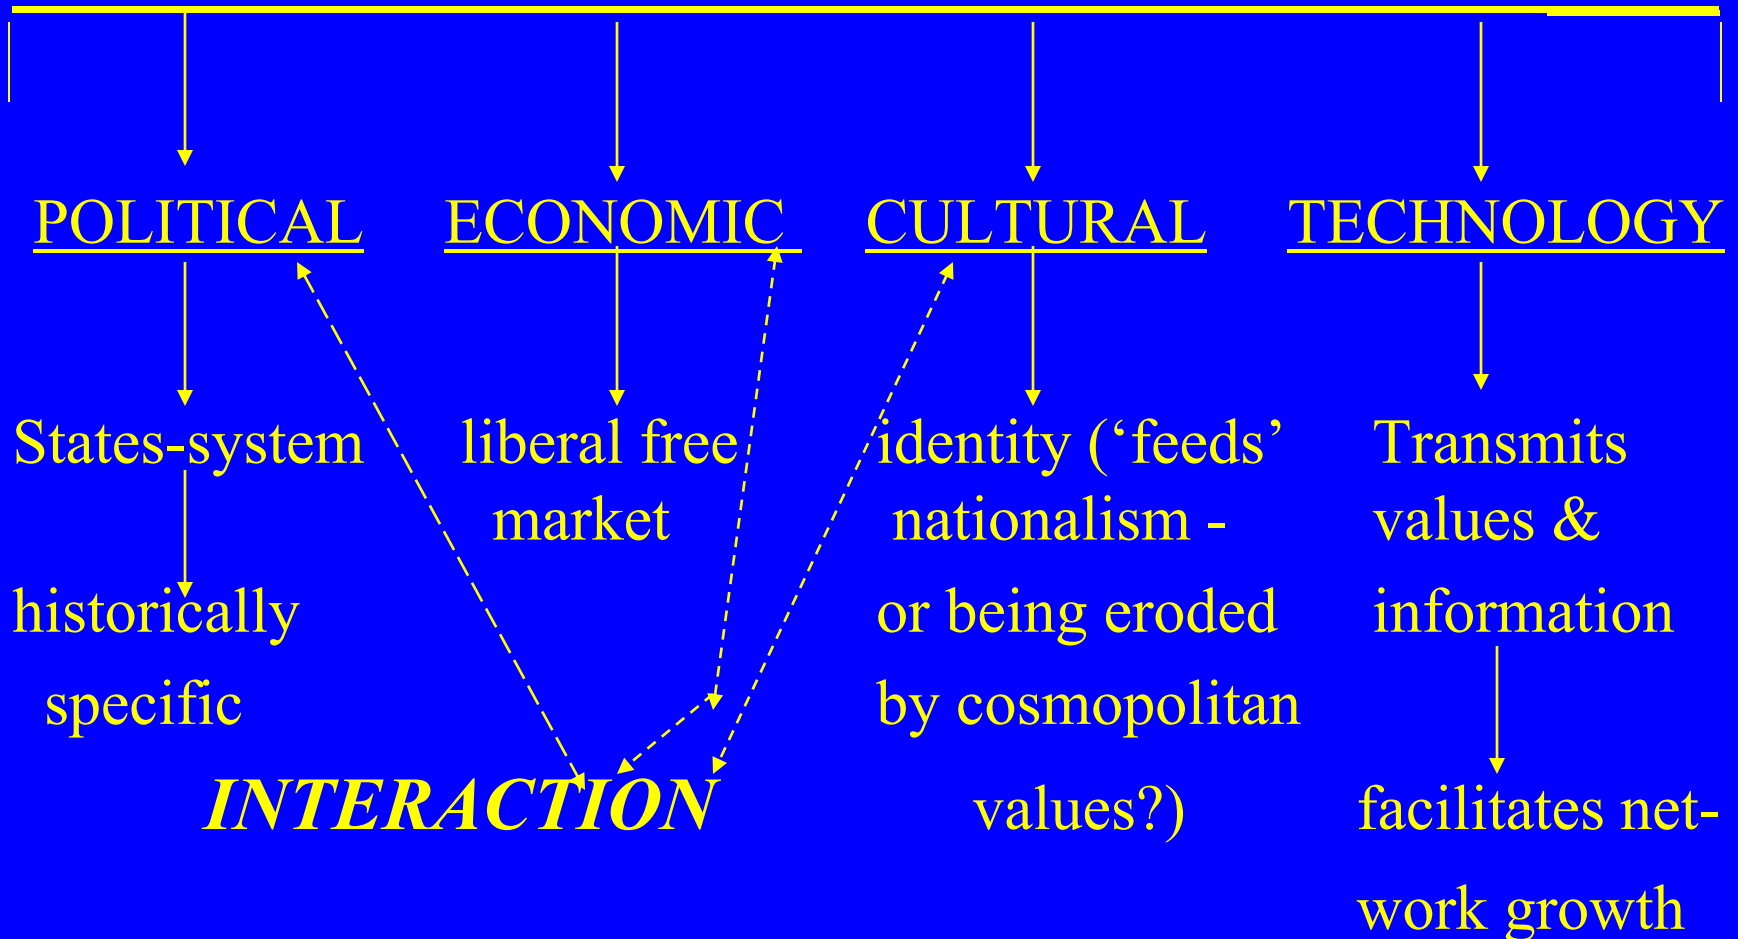 POLITICAL ECONOMIC CULTURAL TECHNOLOGY
States-system
historically
specific
liberal free
market
identity (‘feeds’
nationalism -
or being eroded
by cosmopolitan
values?)
Transmits
values &
information
facilitates net-
work growth
INTERACTION